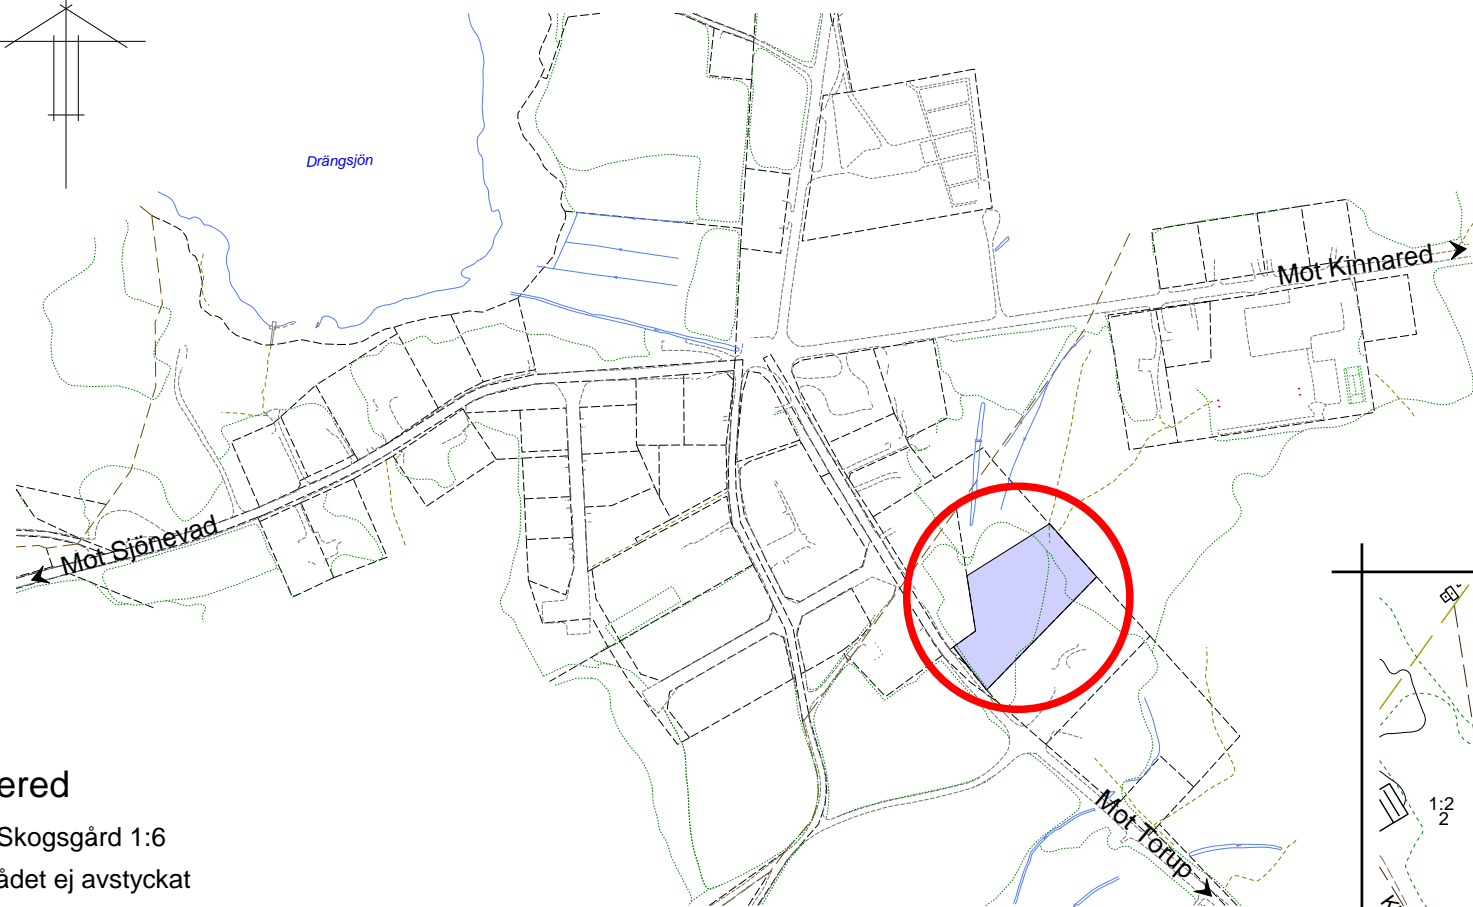 Drängsjön
Mot Kinnared
Mot Sjönevad
Mot Torup
ered
Skogsgård 1:6
ådet ej avstyckat
1:2
2
K